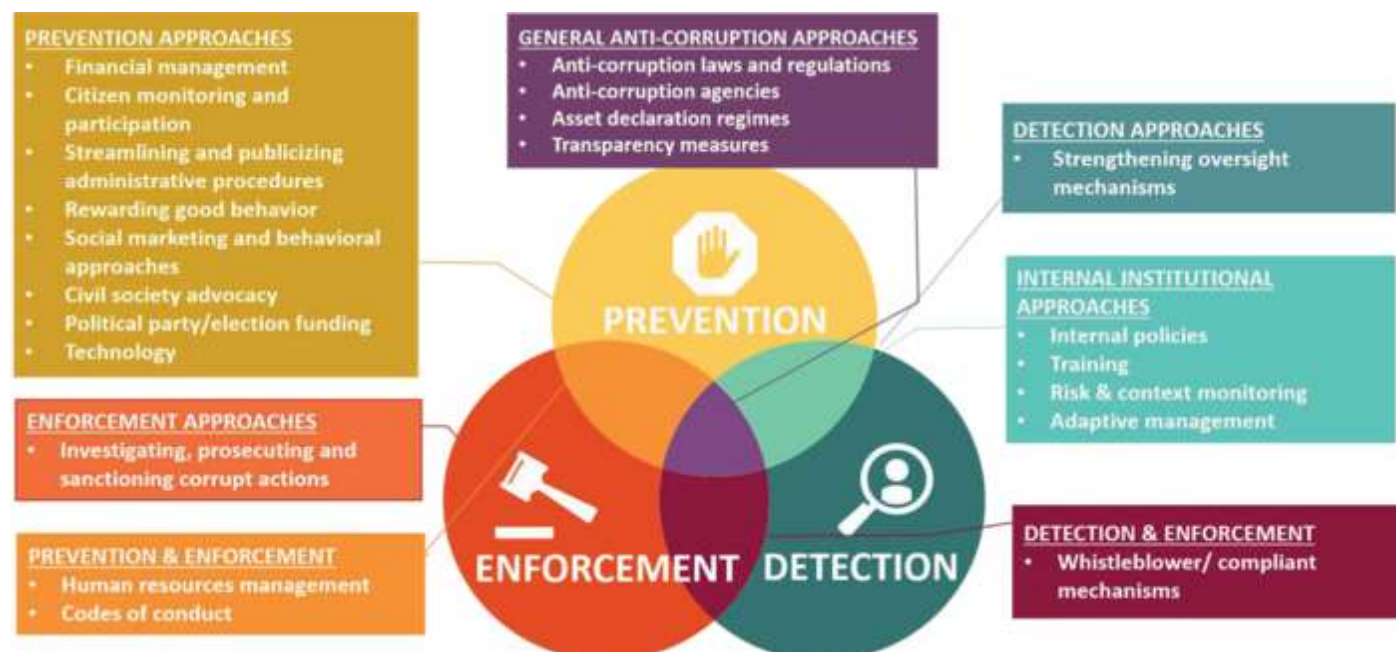 PREVENTION APPROACHES
• Financial management
• Citizen monitoring and
participation
• Streamlining and publicizing
administrative procedures
• Rewarding good behavior
• Social marketing and behavioral
approaches
• Civil society advocacy
• Political party/election funding
• Technology
GENERAL ANTI-CORRUPTION APPROACHES
• Anti-corruption laws and regulations
• Anti-corruption agencies
• Asset declaration regimes
• Transparency measures
DETECTION APPROACHES
• Strengthening oversight
mechanisms
INTERNAL INSTITUTIONAL
APPROACHES
• Internal policies
• Training
• Risk & context monitoring
• Adaptive management
PREVENTION
ENFORCEMENT APPROACHES
• Investigating, prosecuting and
sanctioning corrupt actions
PREVENTION & ENFORCEMENT
• Human resources management
• Codes of conduct
ENFORCEMENT
DETECTION
DETECTION & ENFORCEMENT
• Whistleblower/ compliant
mechanisms